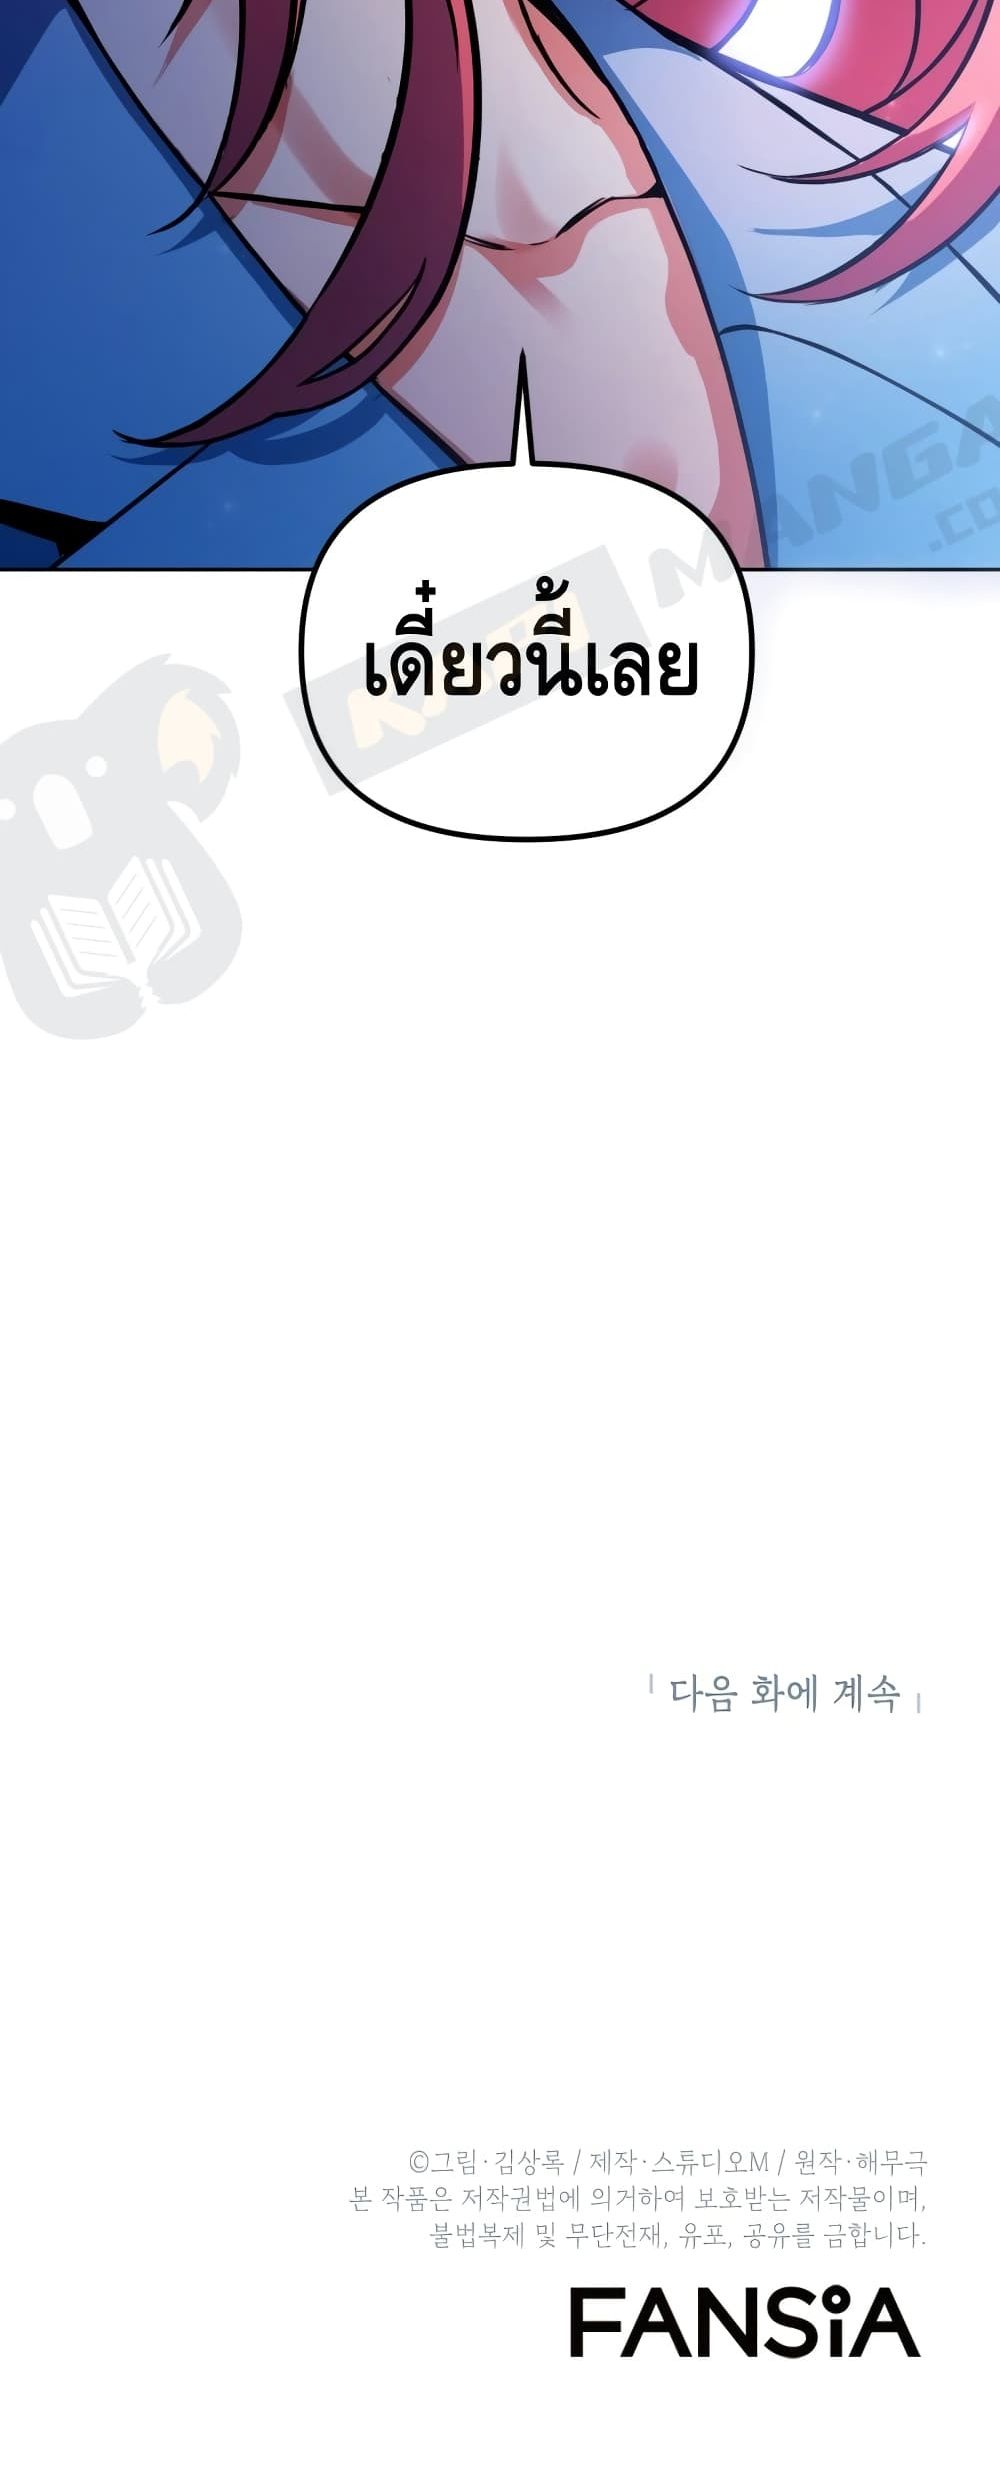 MANGA
.CO
เดี๋ยวนี้เลย
다음 화에 계속
©그림·김상록 / 제작·스튜디오M / 원작·해무극
본 작품은 저작권법에 의거하여 보호받는 저작물이며,
불법복제 및 무단전재, 유포, 공유를 금합니다.
FANSiA